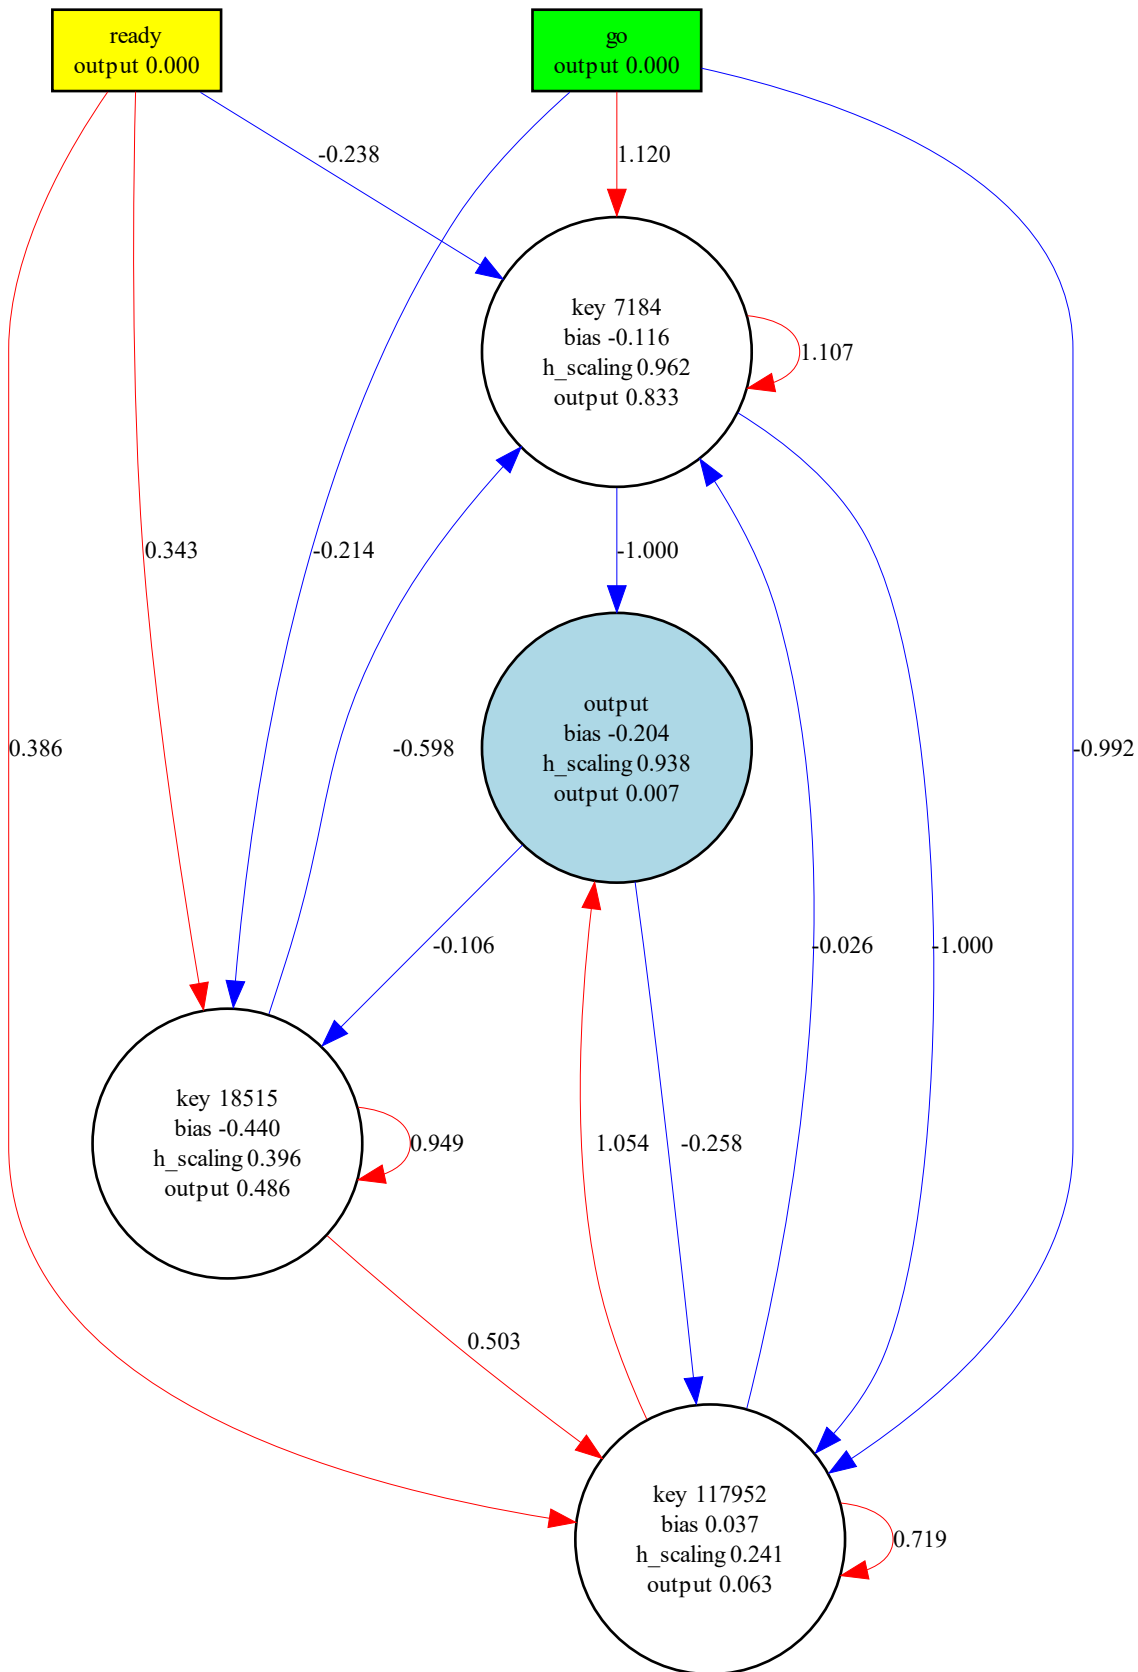 ready
output 0.000
go
output 0.000
-0.238
1.120
key 7184
bias -0.116
h_scaling 0.962
output 0.833
1.107
0.343
-0.214
-1.000
output
bias -0.204
h_scaling 0.938
output 0.007
0.386
-0.598
-0.992
-0.106
-0.026
-1.000
key 18515
bias -0.440
h_scaling 0.396
output 0.486
0.949
1.054
-0.258
0.503
key 117952
bias 0.037
h_scaling 0.241
output 0.063
0.719